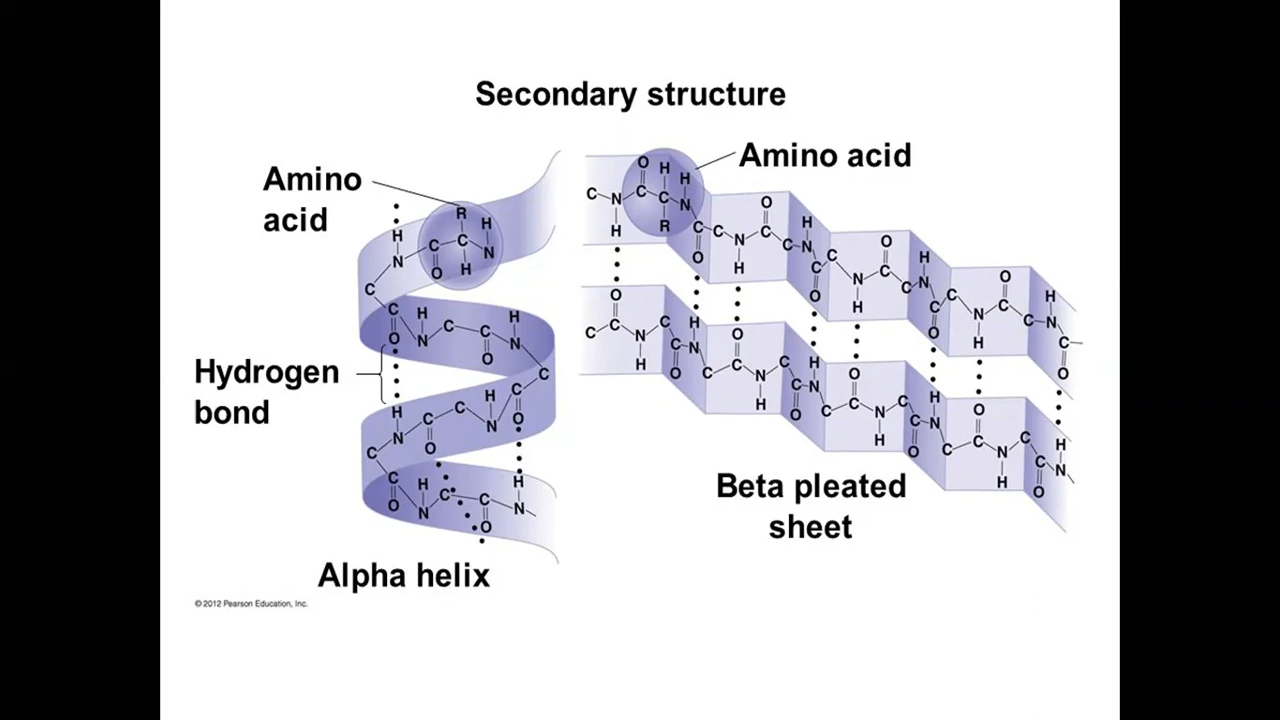 Secondary structure
Amino
acid
Amino acid
Hydrogen
bond
Beta pleated
sheet
Alpha helix
© 2012 Pearson Education, Inc.